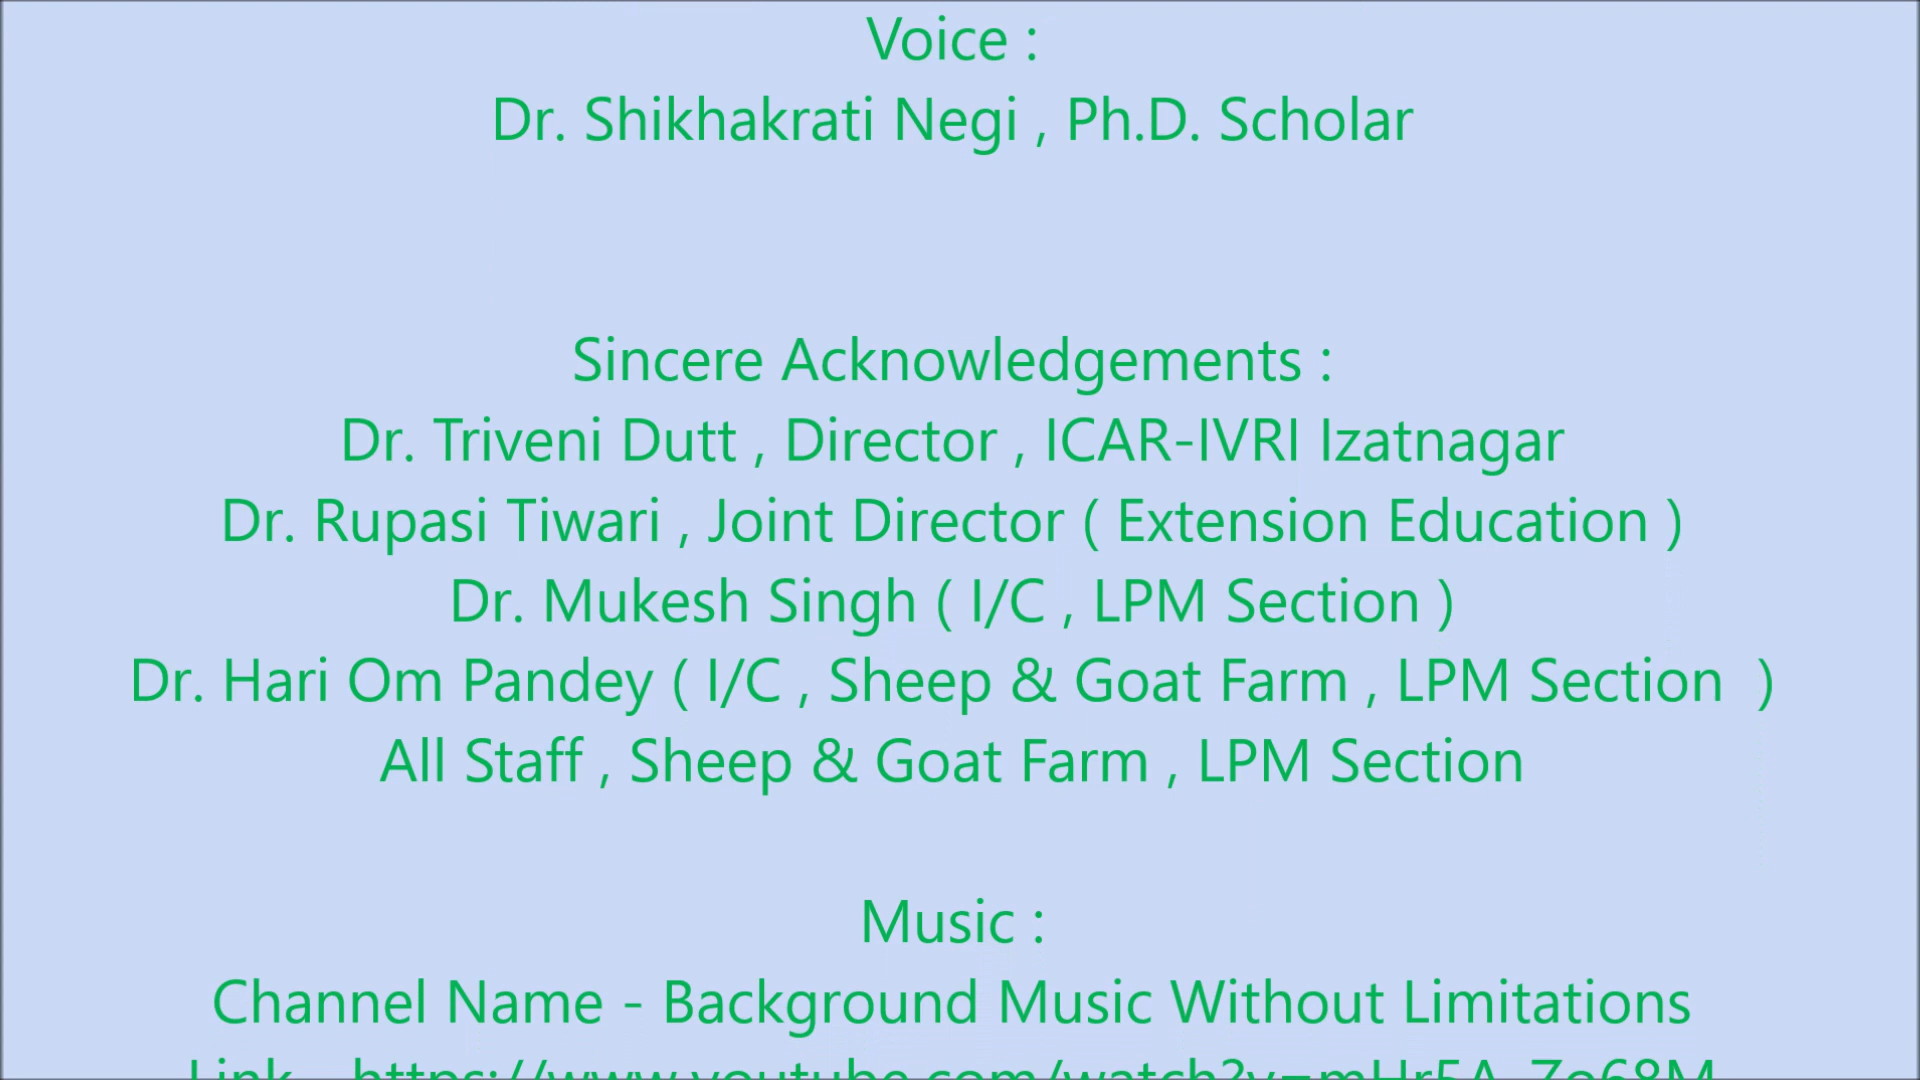 Voice :
Dr. Shikhakrati Negi , Ph.D. Scholar
Sincere Acknowledgements :
Dr. Triveni Dutt , Director , ICAR-IVRI Izatnagar
Dr. Rupasi Tiwari , Joint Director ( Extension Education )
Dr. Mukesh Singh ( I/C , LPM Section )
Dr. Hari Om Pandey ( I/C , Sheep & Goat Farm , LPM Section )
All Staff , Sheep & Goat Farm , LPM Section
Music :
Channel Name - Background Music Without Limitations
Link -